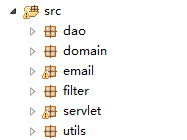 src
dao
domain
email
filter
servlet
utils